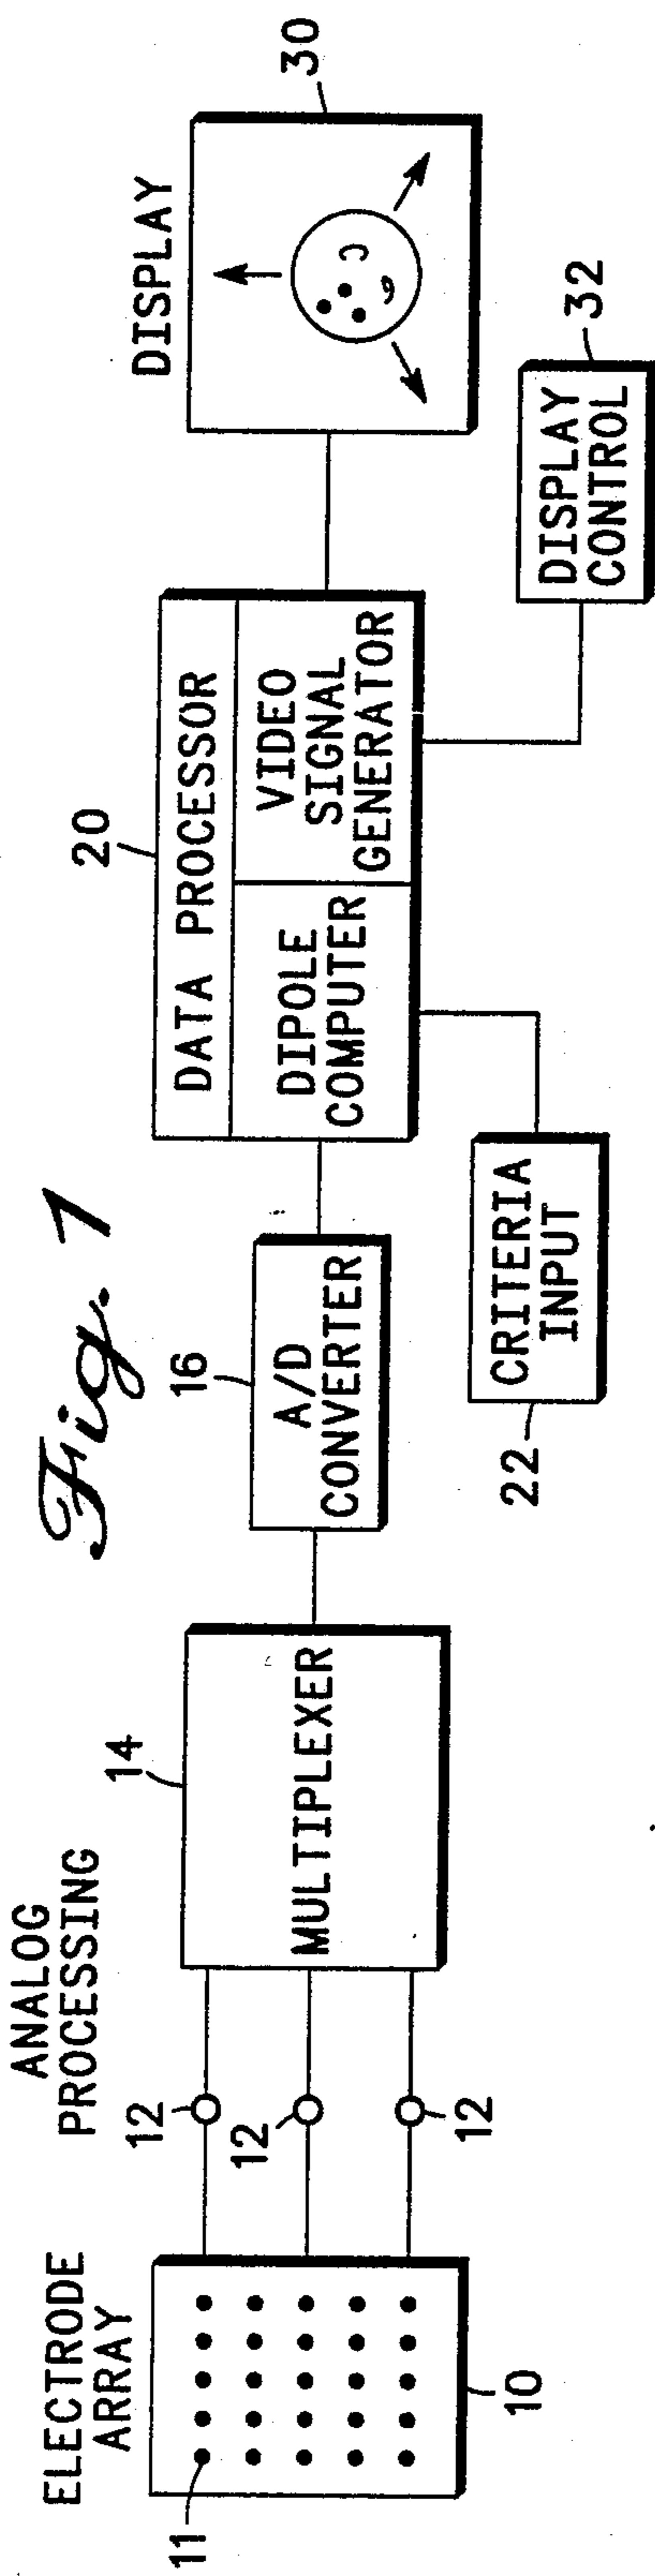 Fig. 1
ELECTRODE
ARRAY
11
10
ANALOG
PROCESSING
12
12
12
14
MULTIPLEXER
16
A/D
CONVERTER
20
DATA PROCESSOR
DIPOLE
COMPUTER
VIDEO
SIGNAL
GENERATOR
22
CRITERIA
INPUT
DISPLAY
30
DISPLAY
CONTROL
32